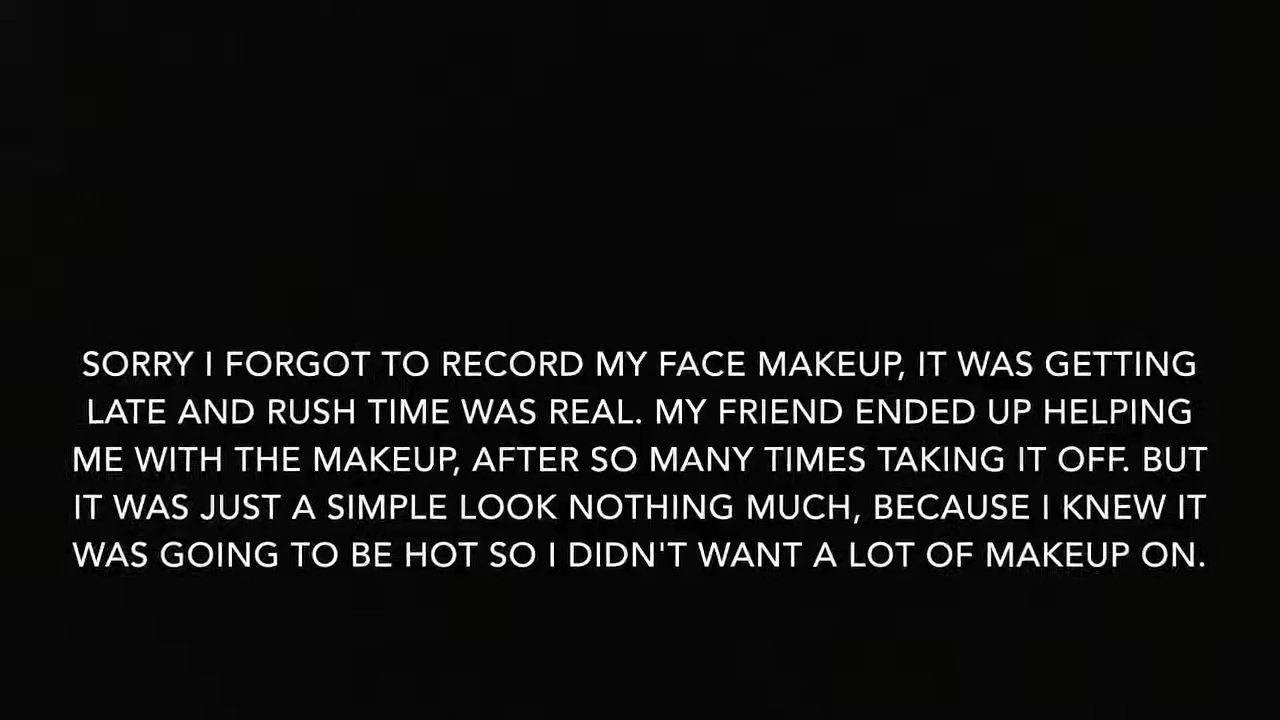 SORRY I FORGOT TO RECORD MY FACE MAKEUP, IT WAS GETTING
LATE AND RUSH TIME WAS REAL. MY FRIEND ENDED UP HELPING
ME WITH THE MAKEUP, AFTER SO MANY TIMES TAKING IT OFF. BUT
IT WAS JUST A SIMPLE LOOK NOTHING MUCH, BECAUSE I KNEW IT
WAS GOING TO BE HOT SO I DIDN'T WANT A LOT OF MAKEUP ON.